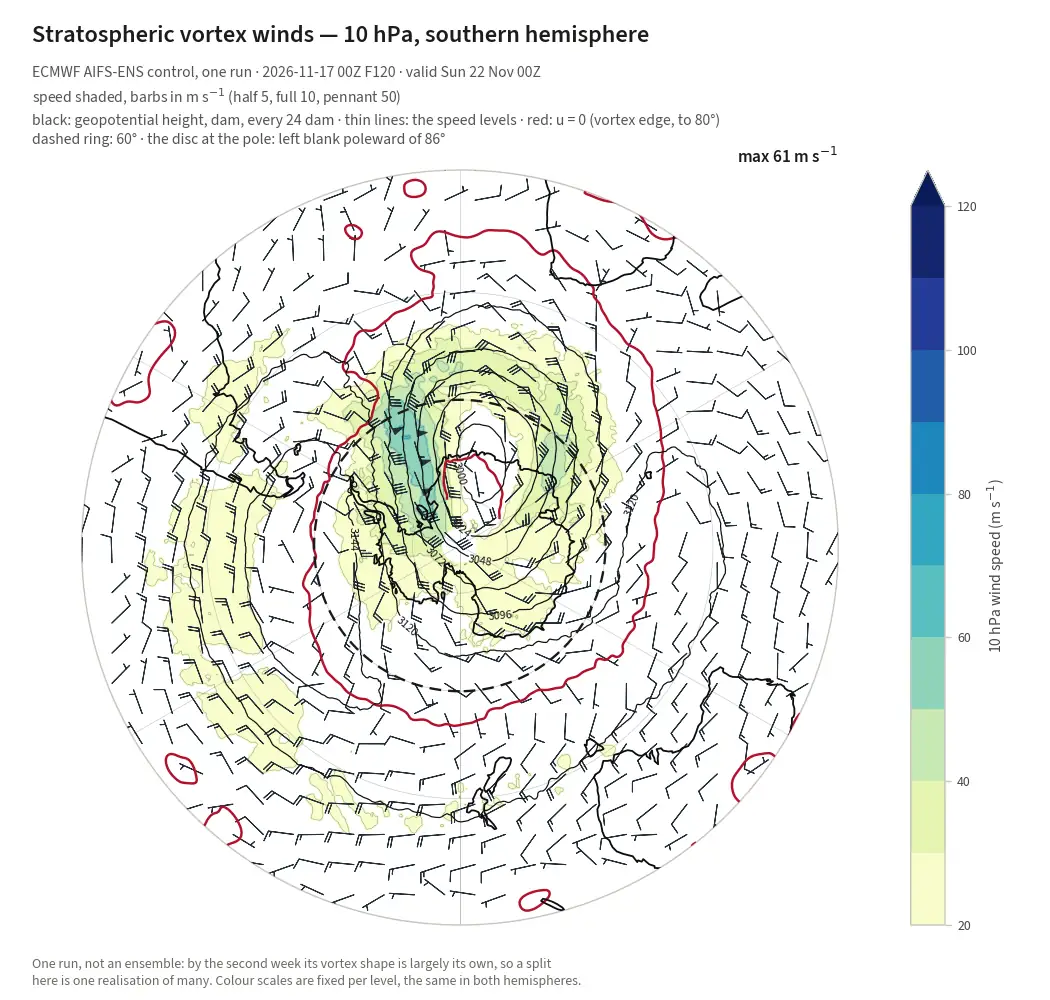 Stratospheric vortex winds — 10 hPa, southern hemisphere
ECMWF AIFS-ENS control, one run · 2026-11-17 00Z F120 · valid Sun 22 Nov 00Z
speed shaded, barbs in m s⁻¹ (half 5, full 10, pennant 50)
black: geopotential height, dam, every 24 dam · thin lines: the speed levels · red: u = 0 (vortex edge, to 80°)
dashed ring: 60° · the disc at the pole: left blank poleward of 86°
max 61 m s⁻¹
120
100
80
60
40
20
10 hPa wind speed (m s⁻¹)
3120
3144
3048
3096
3120
One run, not an ensemble: by the second week its vortex shape is largely its own, so a split
here is one realisation of many. Colour scales are fixed per level, the same in both hemispheres.